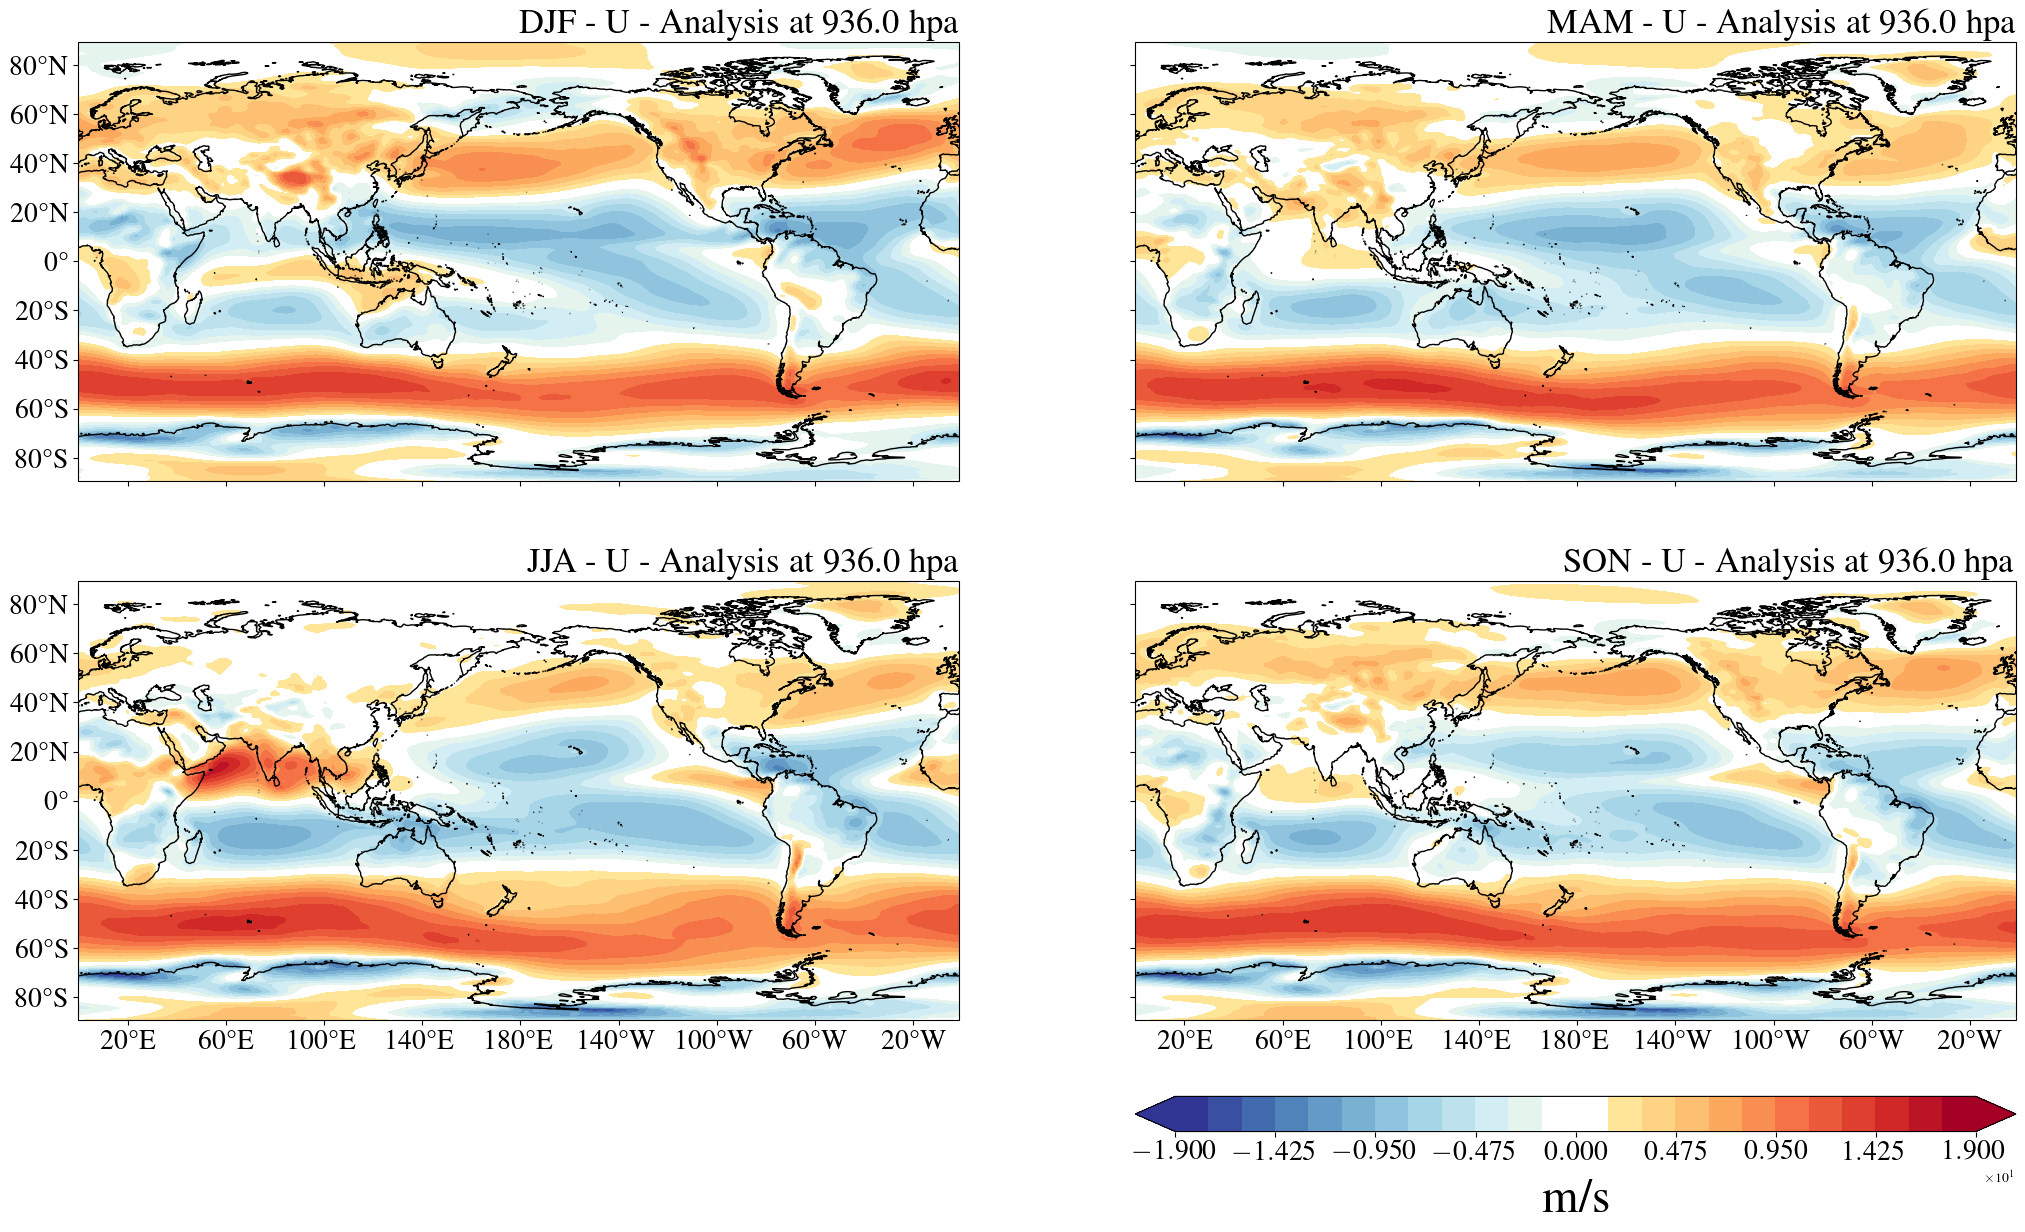 DJF - U - Analysis at 936.0 hpa
MAM - U - Analysis at 936.0 hpa
80°N
60°N
40°N
20°N
0°
20°S
40°S
60°S
80°S
JJA - U - Analysis at 936.0 hpa
SON - U - Analysis at 936.0 hpa
80°N
60°N
40°N
20°N
0°
20°S
40°S
60°S
80°S
20°E 60°E 100°E 140°E 180°E 140°W 100°W 60°W 20°W
20°E 60°E 100°E 140°E 180°E 140°W 100°W 60°W 20°W
−1.900 −1.425 −0.950 −0.475 0.000 0.475 0.950 1.425 1.900
×10¹
m/s